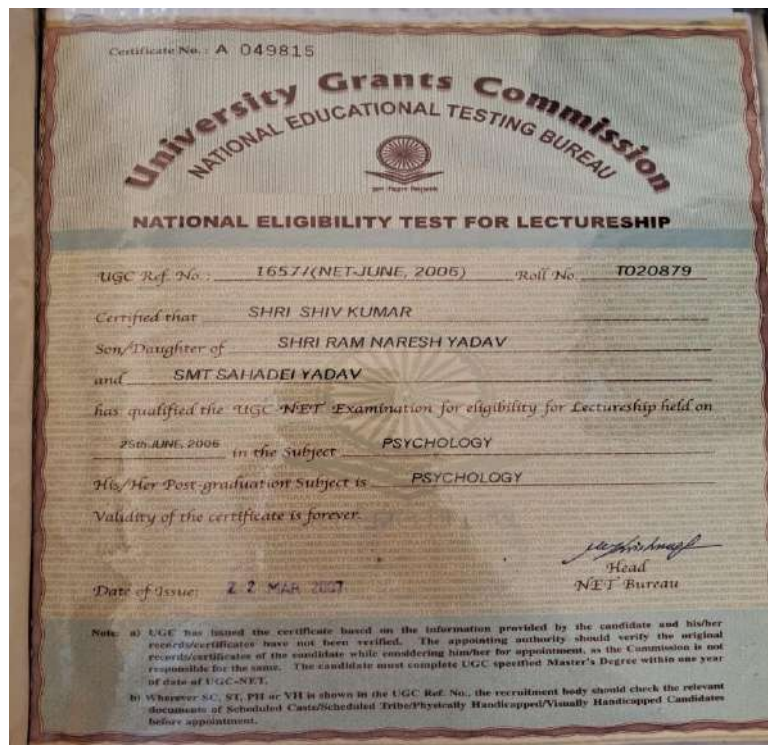 Certificate No. : A 049815
University Grants Commission
NATIONAL EDUCATIONAL TESTING BUREAU
NATIONAL ELIGIBILITY TEST FOR LECTURESHIP
UGC Ref. No. : 1657/(NET-JUNE, 2006) Roll No. T020879
Certified that SHRI SHIV KUMAR
Son/Daughter of SHRI RAM NARESH YADAV
and SMT SAHADEI YADAV
has qualified the UGC-NET Examination for eligibility for Lectureship held on
25th JUNE, 2006 in the Subject PSYCHOLOGY
His/Her Post-graduation Subject is PSYCHOLOGY
Validity of the certificate is forever.
Head
Date of Issue: 22 MAR 2007 NET Bureau
Note: a) UGC has issued the certificate based on the information provided by the candidate and his/her
records/certificates have not been verified. The appointing authority should verify the original
records/certificates of the candidate while considering him/her for appointment, as the Commission is not
responsible for the same. The candidate must complete UGC specified Master's Degree within one year
of date of UGC-NET.
b) Wherever SC, ST, PH or VH is shown in the UGC Ref. No., the recruitment body should check the relevant
documents of Scheduled Caste/Scheduled Tribe/Physically Handicapped/Visually Handicapped Candidates
before appointment.